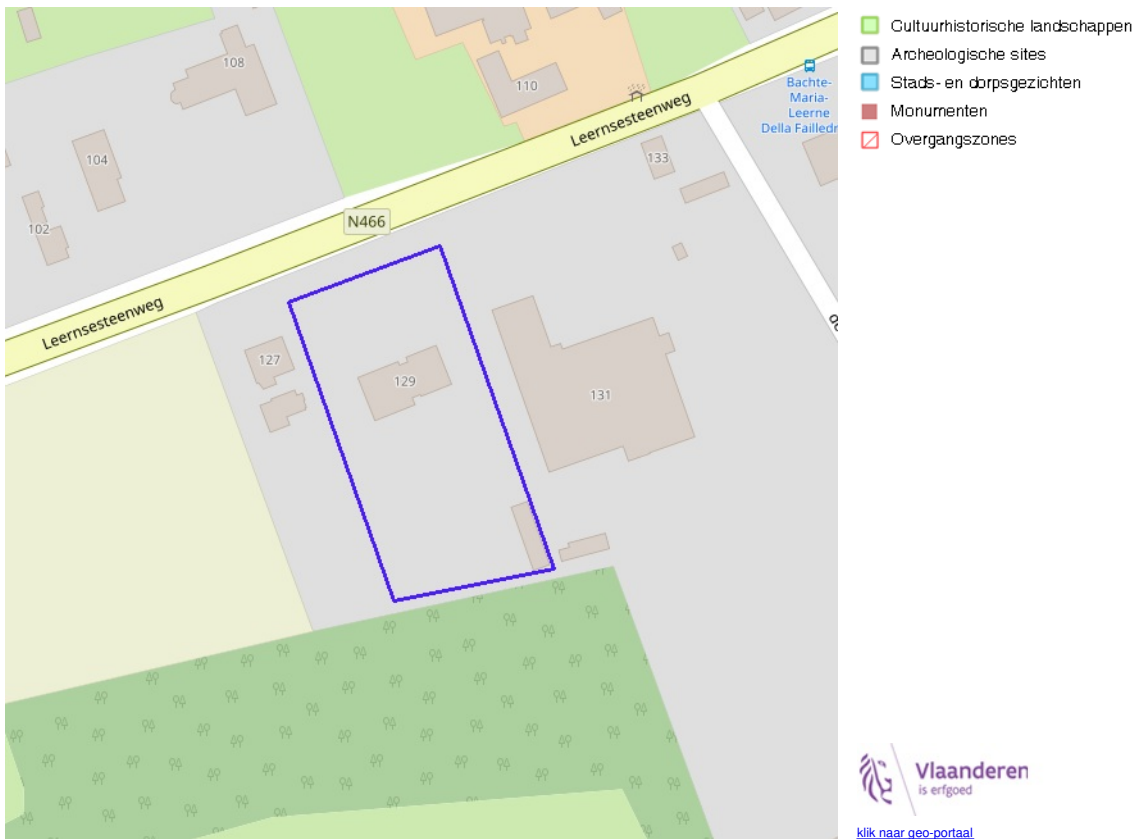 108
110
Bachte-
Maria-
Leerne
Della Failledr
Leernsesteenweg
133
104
102
N466
Leernsesteenweg
127
129
131
Cultuurhistorische landschappen
Archeologische sites
Stads- en dorpsgezichten
Monumenten
Overgangszones
Vlaanderen
is erfgoed
klik naar geo-portaal